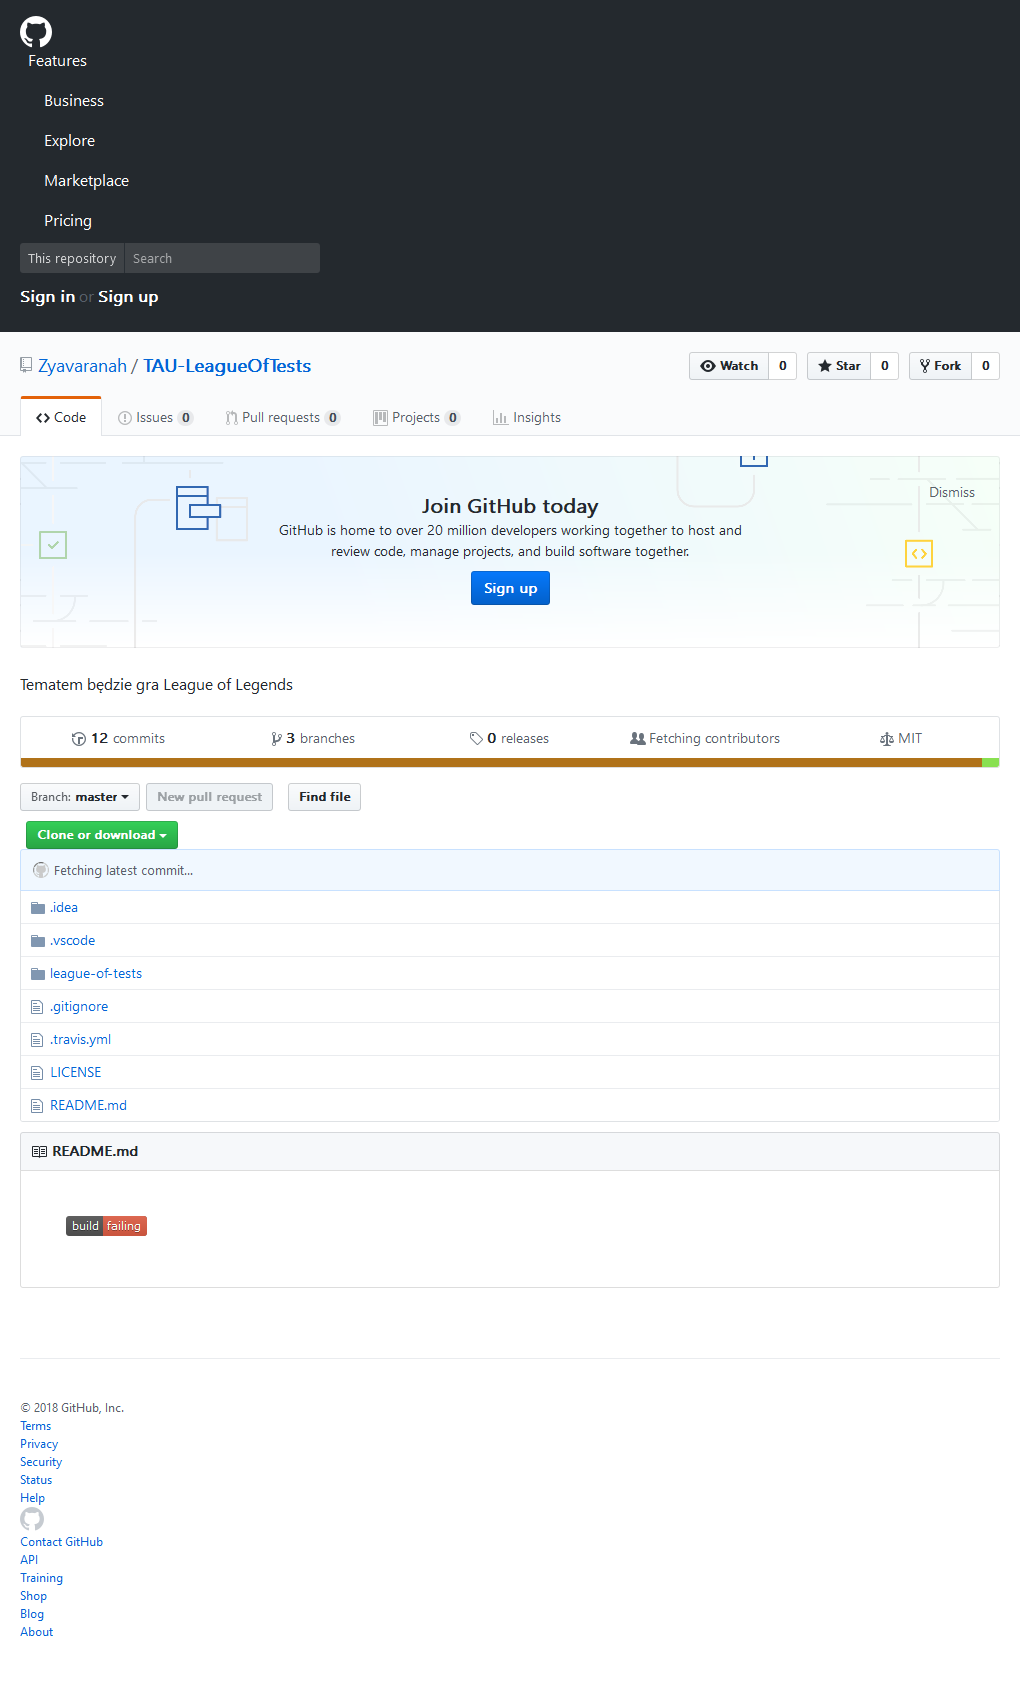 Features
Business
Explore
Marketplace
Pricing
This repository Search
Sign in or Sign up
Zyavaranah / TAU-LeagueOfTests
Watch 0 Star 0 Fork 0
Code Issues 0 Pull requests 0 Projects 0 Insights
Dismiss
Join GitHub today
GitHub is home to over 20 million developers working together to host and
review code, manage projects, and build software together.
Sign up
Tematem będzie gra League of Legends
12 commits 3 branches 0 releases Fetching contributors MIT
Branch: master New pull request Find file
Clone or download
Fetching latest commit...
.idea
.vscode
league-of-tests
.gitignore
.travis.yml
LICENSE
README.md
README.md
build failing
© 2018 GitHub, Inc.
Terms
Privacy
Security
Status
Help
Contact GitHub
API
Training
Shop
Blog
About